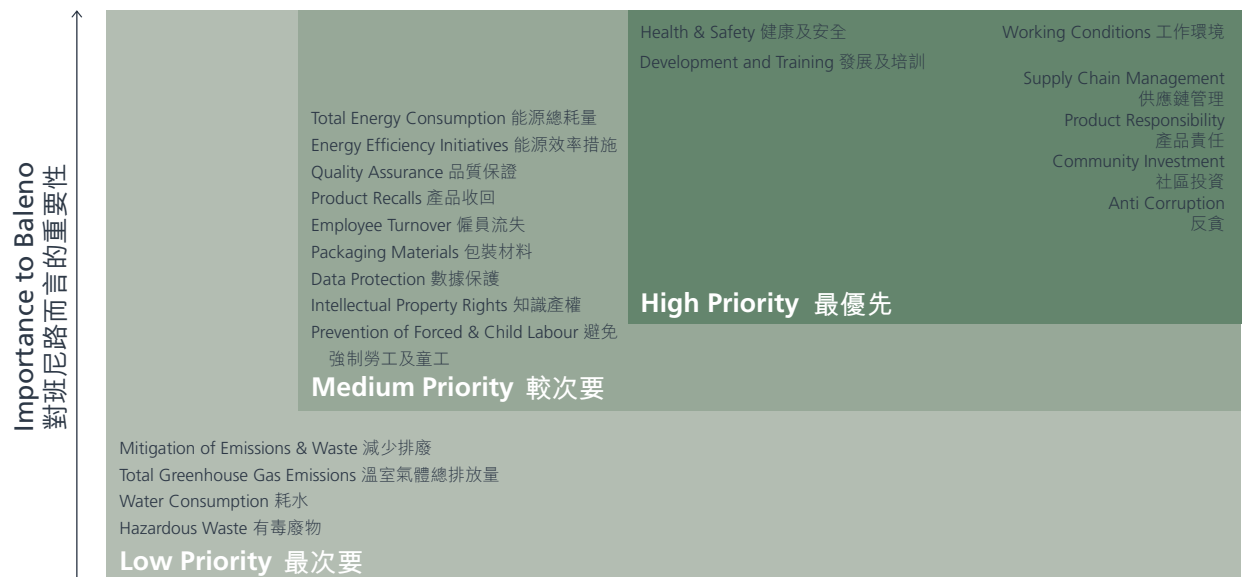 Importance to Baleno
對班尼路而言的重要性
Health & Safety 健康及安全
Development and Training 發展及培訓
Working Conditions 工作環境
Supply Chain Management
供應鏈管理
Product Responsibility
產品責任
Community Investment
社區投資
Anti Corruption
反貪
High Priority 最優先
Total Energy Consumption 能源總耗量
Energy Efficiency Initiatives 能源效率措施
Quality Assurance 品質保證
Product Recalls 產品收回
Employee Turnover 僱員流失
Packaging Materials 包裝材料
Data Protection 數據保護
Intellectual Property Rights 知識產權
Prevention of Forced & Child Labour 避免
強制勞工及童工
Medium Priority 較次要
Mitigation of Emissions & Waste 減少排廢
Total Greenhouse Gas Emissions 溫室氣體總排放量
Water Consumption 耗水
Hazardous Waste 有毒廢物
Low Priority 最次要